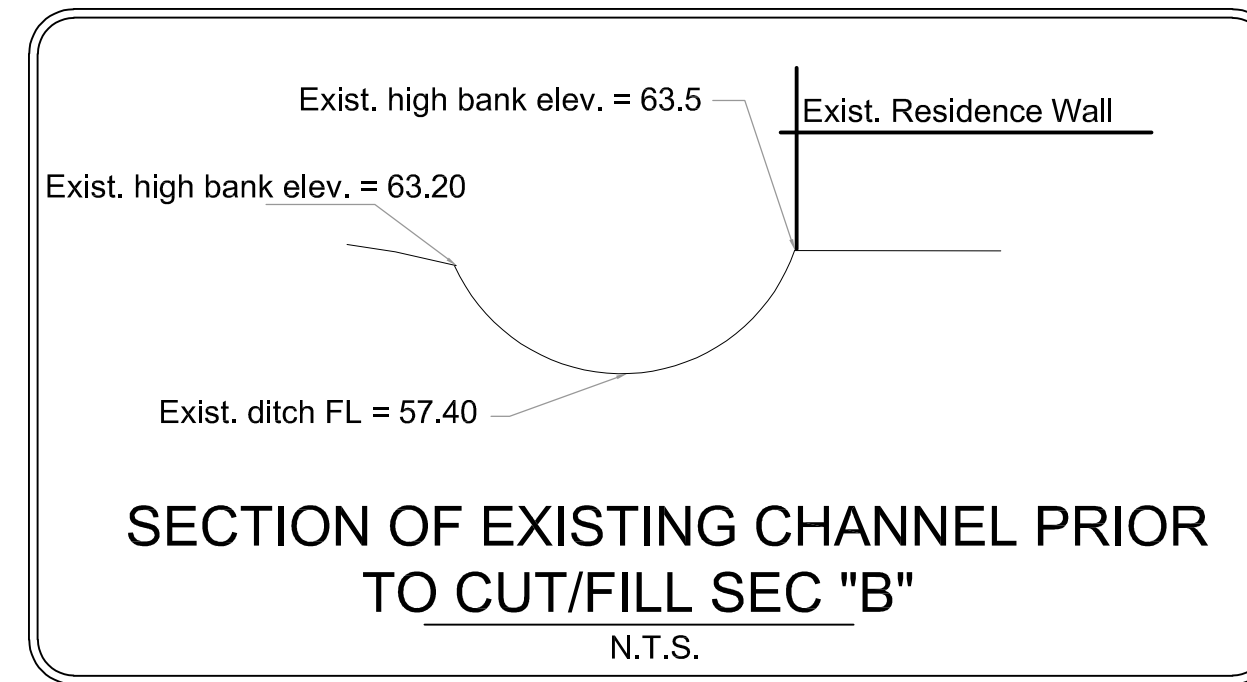 Exist. high bank elev. = 63.5
Exist. Residence Wall
Exist. high bank elev. = 63.20
Exist. ditch FL = 57.40
SECTION OF EXISTING CHANNEL PRIOR
TO CUT/FILL SEC "B"
N.T.S.